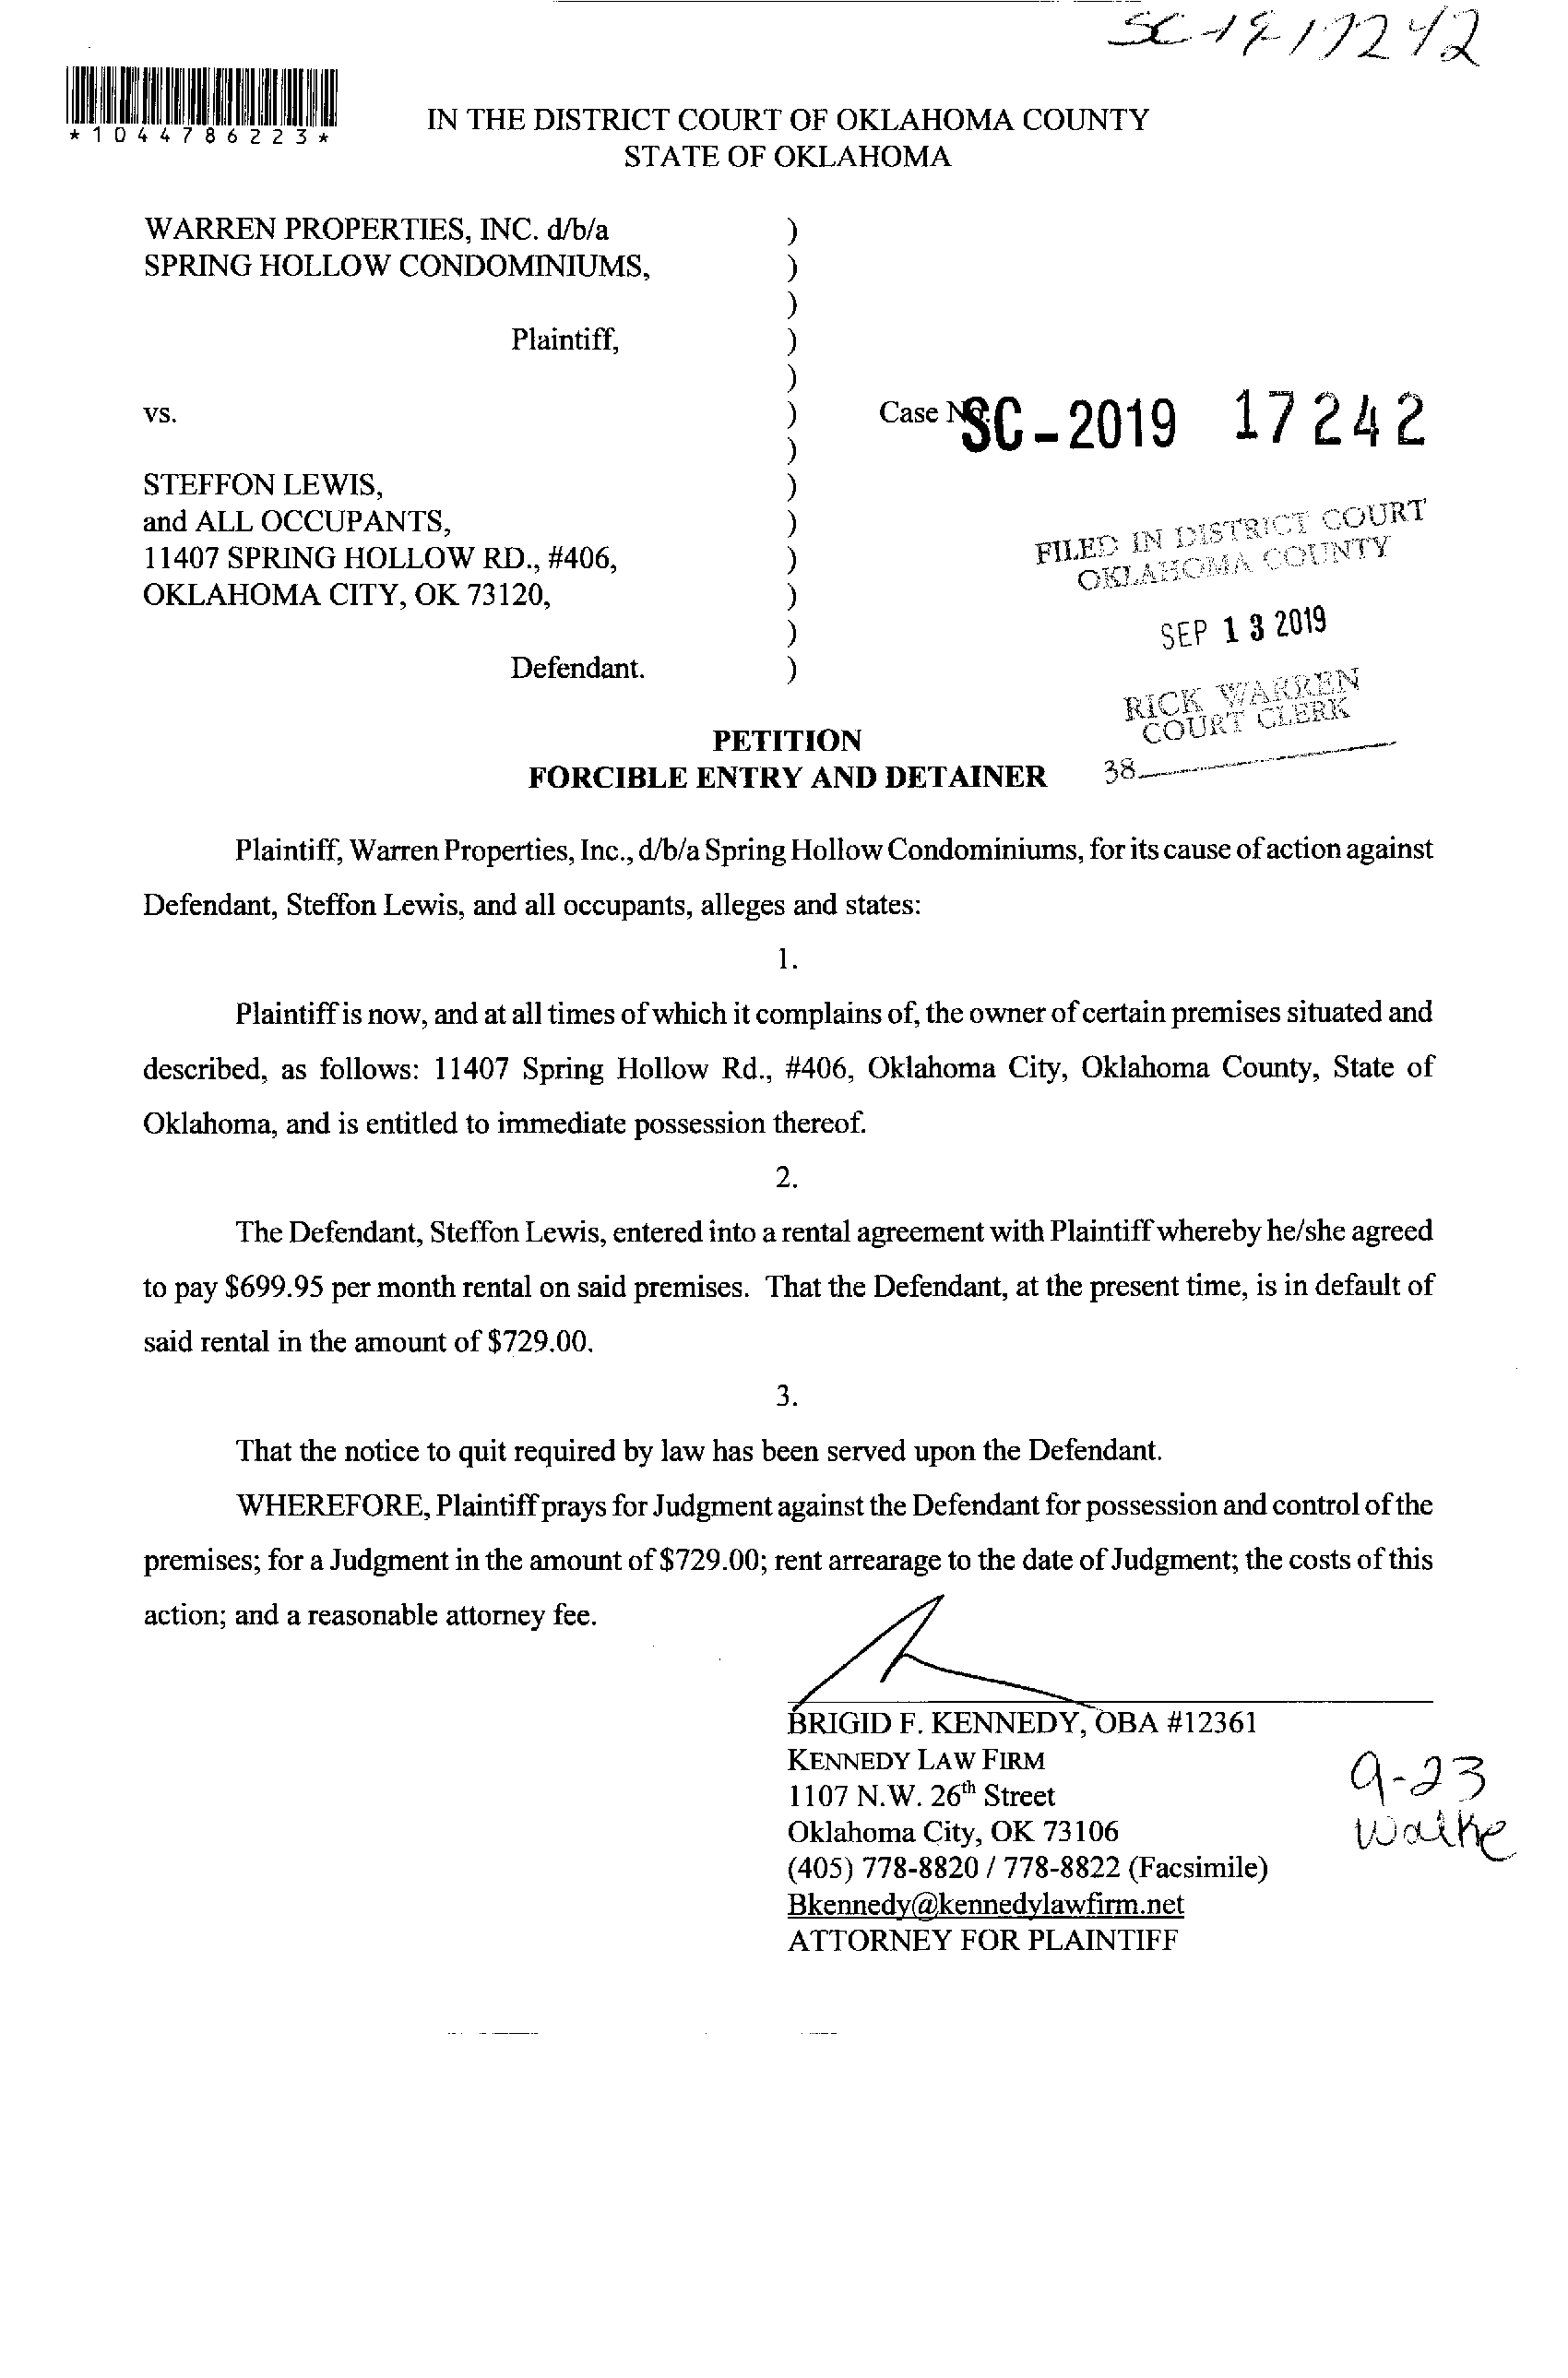 SC-19-17242
*1044786223*
IN THE DISTRICT COURT OF OKLAHOMA COUNTY
STATE OF OKLAHOMA
WARREN PROPERTIES, INC. d/b/a )
SPRING HOLLOW CONDOMINIUMS, )
)
Plaintiff, )
)
vs. ) Case No. SC-2019 17242
)
STEFFON LEWIS, )
and ALL OCCUPANTS, )
11407 SPRING HOLLOW RD., #406, )
OKLAHOMA CITY, OK 73120, )
)
Defendant. )
FILED IN DISTRICT COURT
OKLAHOMA COUNTY
SEP 13 2019
RICK WARREN
COURT CLERK
38
PETITION
FORCIBLE ENTRY AND DETAINER
Plaintiff, Warren Properties, Inc., d/b/a Spring Hollow Condominiums, for its cause of action against
Defendant, Steffon Lewis, and all occupants, alleges and states:
1.
Plaintiff is now, and at all times of which it complains of, the owner of certain premises situated and
described, as follows: 11407 Spring Hollow Rd., #406, Oklahoma City, Oklahoma County, State of
Oklahoma, and is entitled to immediate possession thereof.
2.
The Defendant, Steffon Lewis, entered into a rental agreement with Plaintiff whereby he/she agreed
to pay $699.95 per month rental on said premises. That the Defendant, at the present time, is in default of
said rental in the amount of $729.00.
3.
That the notice to quit required by law has been served upon the Defendant.
WHEREFORE, Plaintiff prays for Judgment against the Defendant for possession and control of the
premises; for a Judgment in the amount of $729.00; rent arrearage to the date of Judgment; the costs of this
action; and a reasonable attorney fee.
BRIGID F. KENNEDY, OBA #12361
KENNEDY LAW FIRM
1107 N.W. 26th Street
Oklahoma City, OK 73106
(405) 778-8820 / 778-8822 (Facsimile)
Bkennedy@kennedylawfirm.net
ATTORNEY FOR PLAINTIFF
9-23
Walke